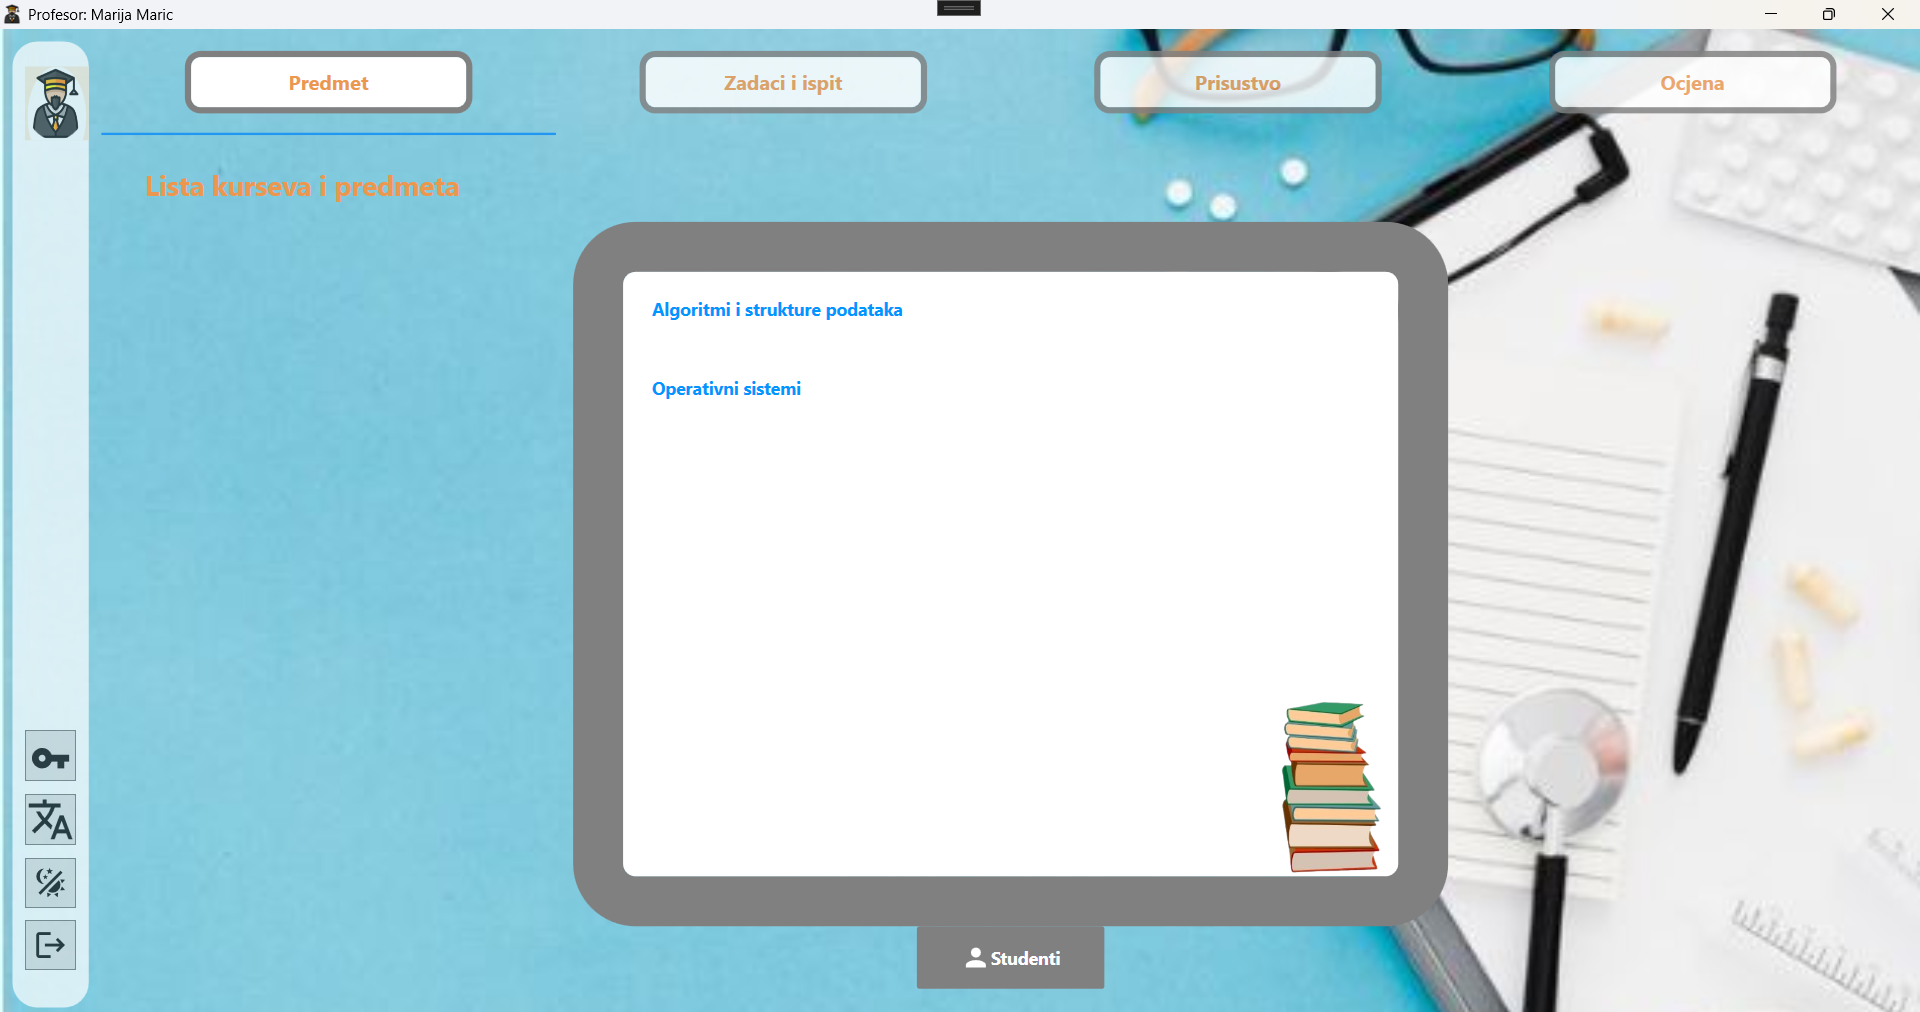 Profesor: Marija Maric
Predmet
Zadaci i ispit
Prisustvo
Ocjena
Lista kurseva i predmeta
Algoritmi i strukture podataka
Operativni sistemi
Studenti